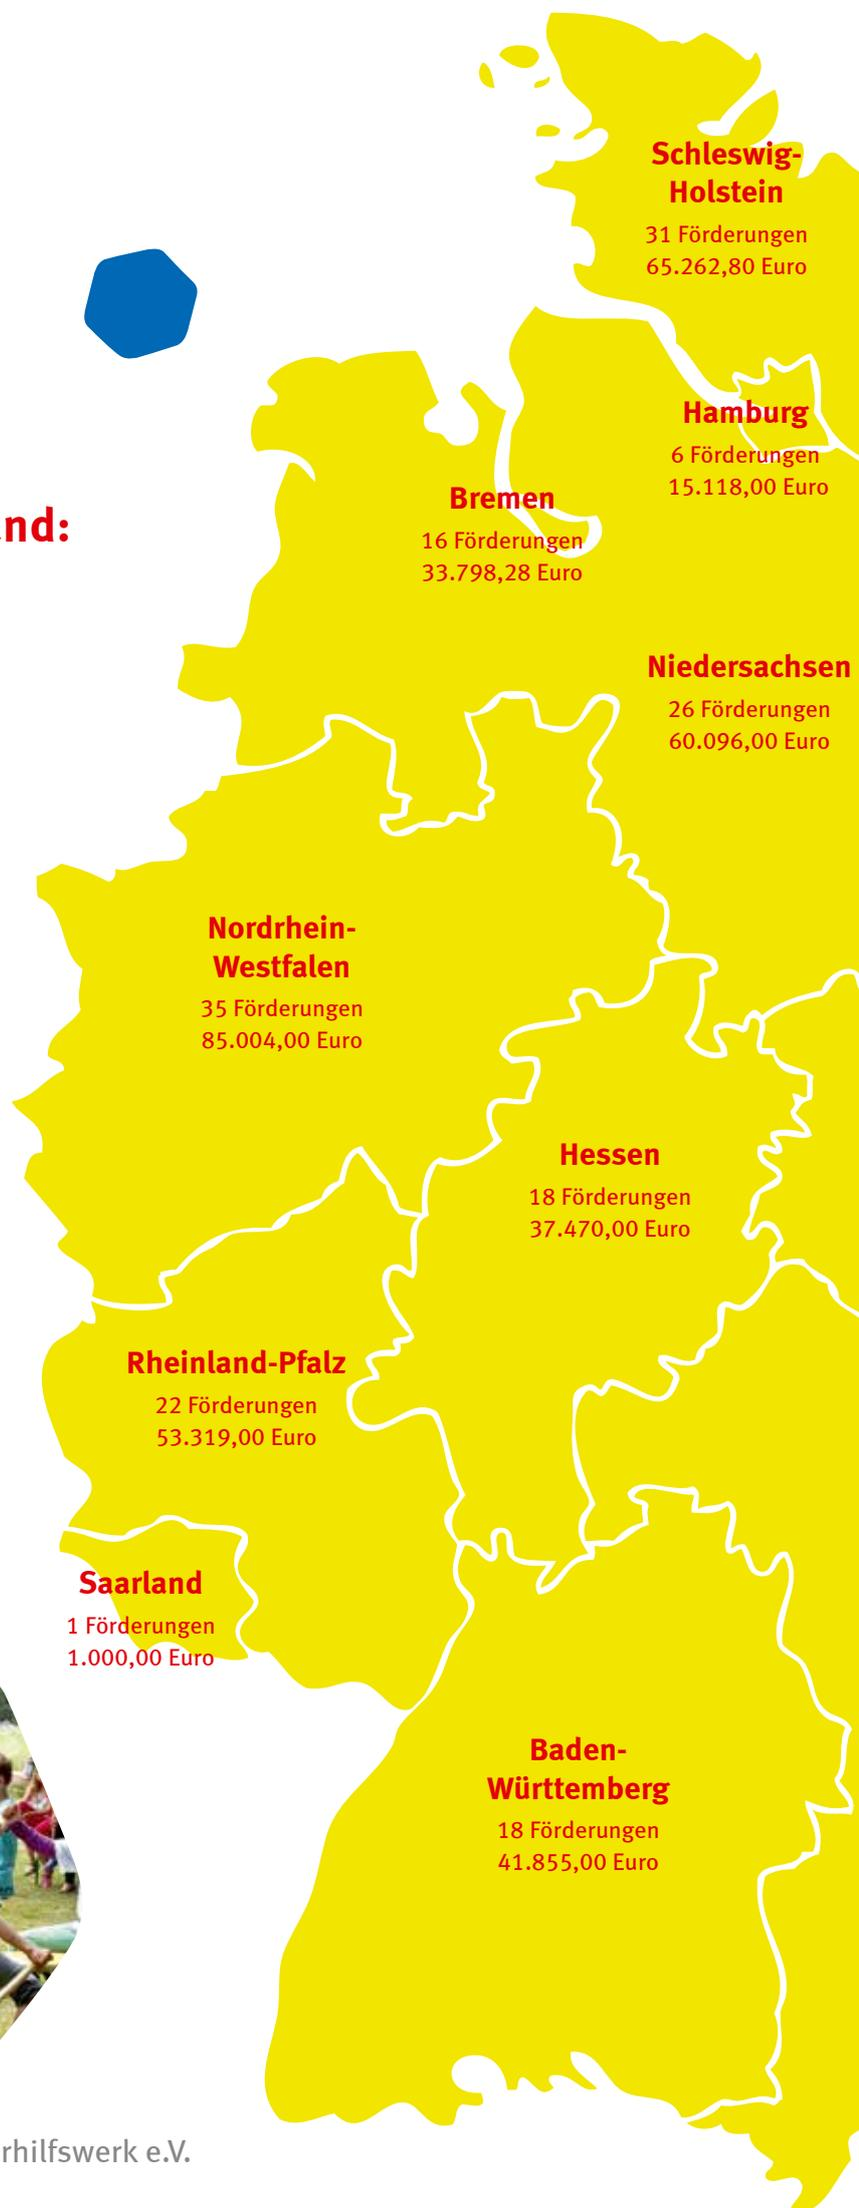 Schleswig-
Holstein
31 Förderungen
65.262,80 Euro
Hamburg
6 Förderungen
15.118,00 Euro
Bremen
16 Förderungen
33.798,28 Euro
nd:
Niedersachsen
26 Förderungen
60.096,00 Euro
Nordrhein-
Westfalen
35 Förderungen
85.004,00 Euro
Hessen
18 Förderungen
37.470,00 Euro
Rheinland-Pfalz
22 Förderungen
53.319,00 Euro
Saarland
1 Förderungen
1.000,00 Euro
Baden-
Württemberg
18 Förderungen
41.855,00 Euro
rhilfswerk e.V.